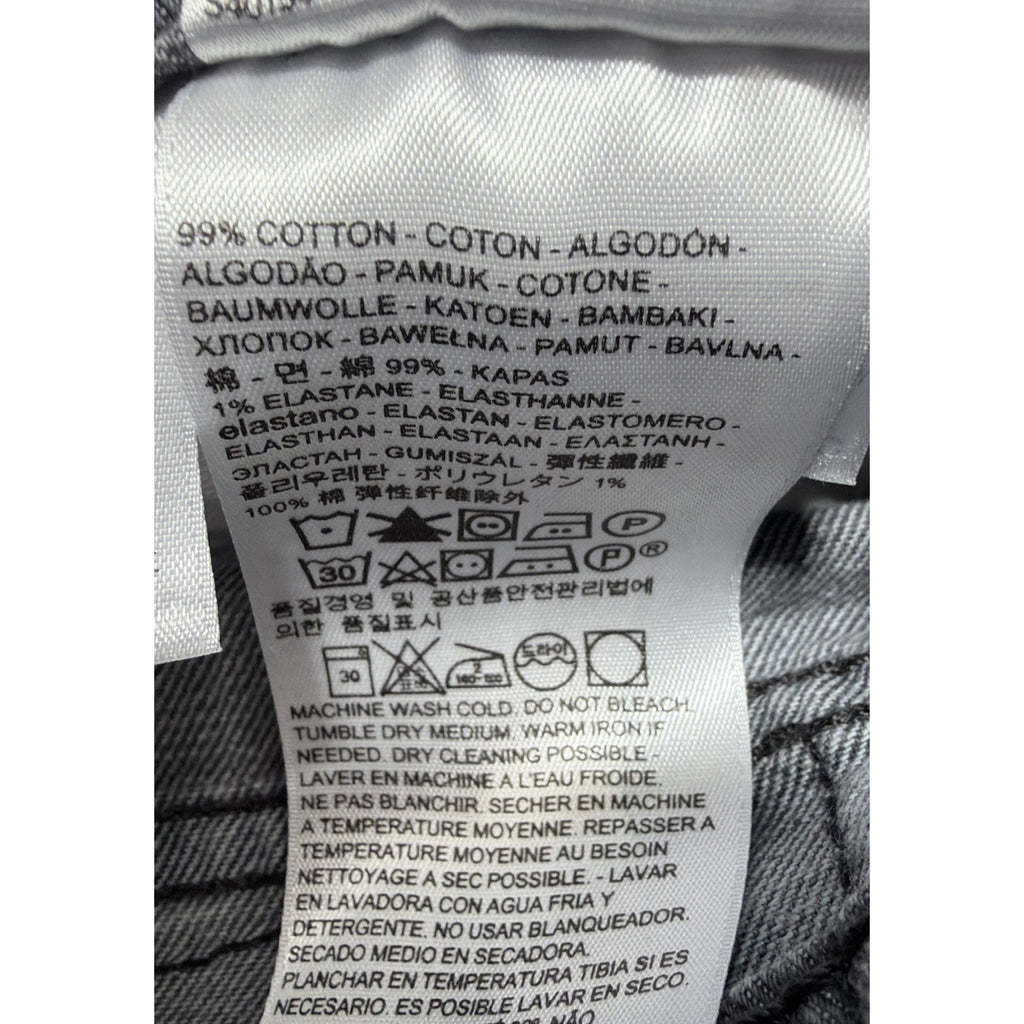 99% COTTON - COTON - ALGODÓN -
ALGODÃO - PAMUK - COTONE -
BAUMWOLLE - KATOEN - BAMBAKI -
ХЛОПОК - BAWEŁNA - PAMUT - BAVLNA -
棉 - 면 - 綿 99% - KAPAS
1% ELASTANE - ELASTHANNE -
elastano - ELASTAN - ELASTOMERO -
ELASTHAN - ELASTAAN - ΕΛΑΣΤΑΝΗ -
ЭЛАСТАН - GUMISZÁL - 彈性纖維 -
폴리우레탄 - ポリウレタン 1%
100% 棉 弹性纤维除外
P
30 P ®
품질경영 및 공산품안전관리법에
의한 품질표시
30 2 드라이
MACHINE WASH COLD. DO NOT BLEACH.
TUMBLE DRY MEDIUM. WARM IRON IF
NEEDED. DRY CLEANING POSSIBLE -
LAVER EN MACHINE A L'EAU FROIDE.
NE PAS BLANCHIR. SECHER EN MACHINE
A TEMPERATURE MOYENNE. REPASSER A
TEMPERATURE MOYENNE AU BESOIN
NETTOYAGE A SEC POSSIBLE. - LAVAR
EN LAVADORA CON AGUA FRIA Y
DETERGENTE. NO USAR BLANQUEADOR.
SECADO MEDIO EN SECADORA.
PLANCHAR EN TEMPERATURA TIBIA SI ES
NECESARIO. ES POSIBLE LAVAR EN SECO.
NÃO